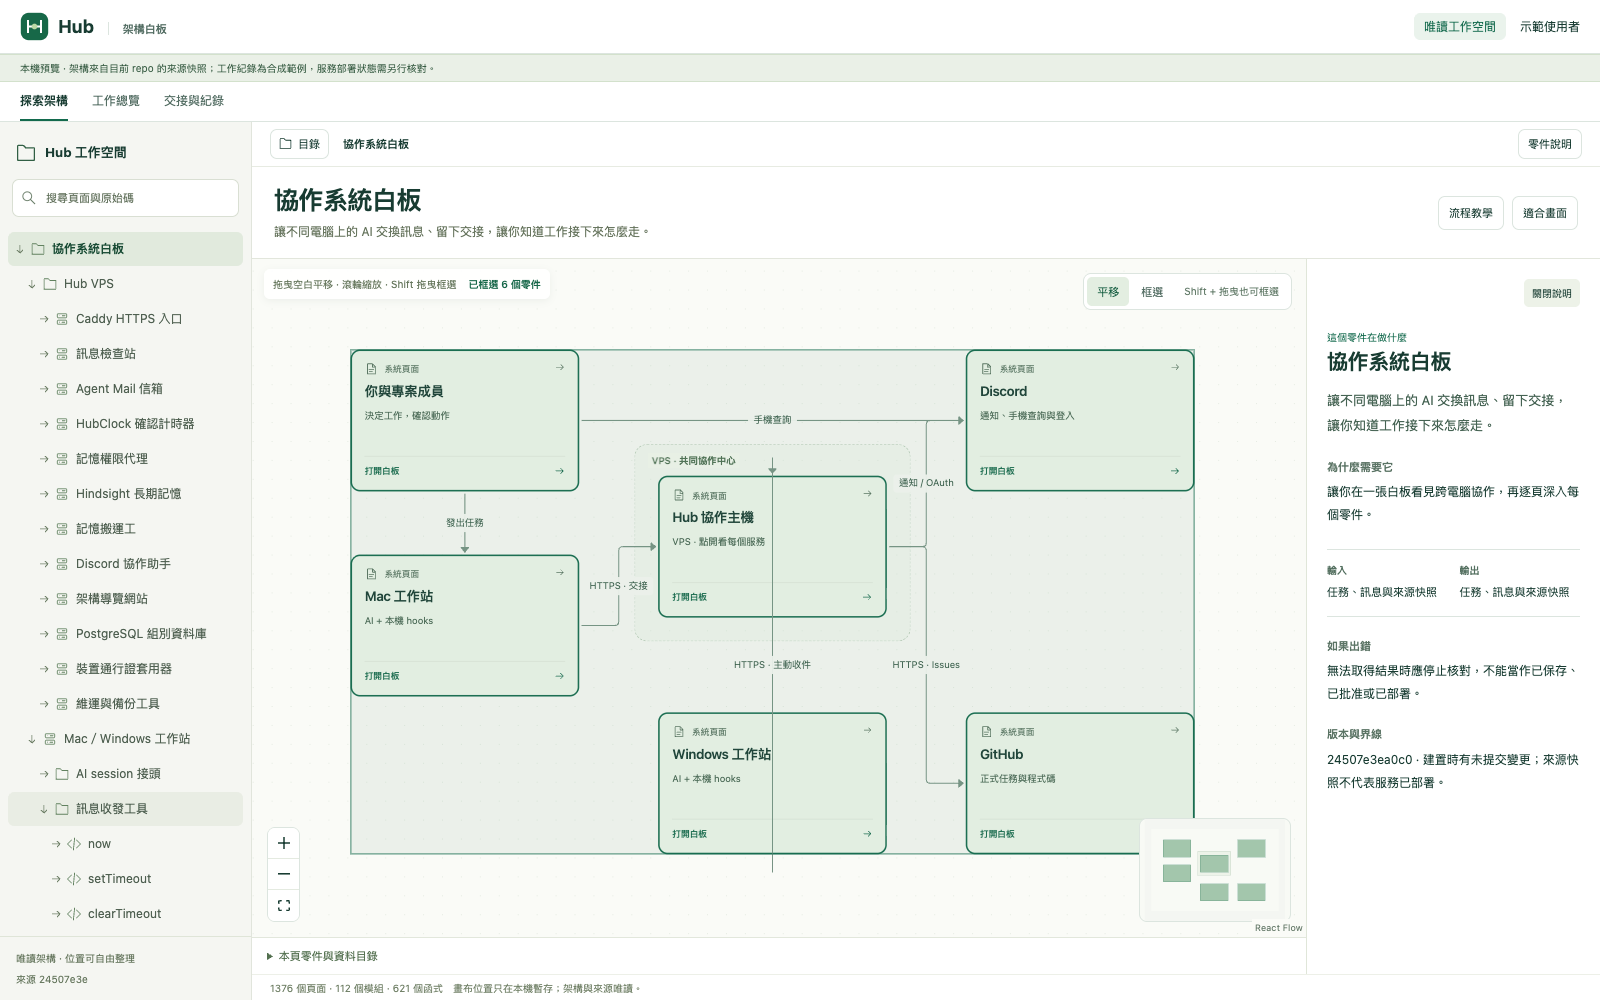 Hub 架構白板
唯讀工作空間 示範使用者
本機預覽 · 架構來自目前 repo 的來源快照；工作紀錄為合成範例，服務部署狀態需另行核對。
探索架構 工作總覽 交接與紀錄
Hub 工作空間
搜尋頁面與原始碼
協作系統白板
Hub VPS
Caddy HTTPS 入口
訊息檢查站
Agent Mail 信箱
HubClock 確認計時器
記憶權限代理
Hindsight 長期記憶
記憶搬運工
Discord 協作助手
架構導覽網站
PostgreSQL 組別資料庫
裝置通行證套用器
維運與備份工具
Mac / Windows 工作站
AI session 接頭
訊息收發工具
now
setTimeout
clearTimeout
唯讀架構 · 位置可自由整理
來源 24507e3e
目錄 協作系統白板
零件說明
協作系統白板
讓不同電腦上的 AI 交換訊息、留下交接，讓你知道工作接下來怎麼走。
流程教學 適合畫面
拖曳空白平移 · 滾輪縮放 · Shift 拖曳框選 已框選 6 個零件
平移 框選 Shift + 拖曳也可框選
系統頁面
你與專案成員
決定工作，確認動作
打開白板
手機查詢
系統頁面
Discord
通知、手機查詢與登入
打開白板
發出任務
VPS · 共同協作中心
系統頁面
Hub 協作主機
VPS · 點開看每個服務
打開白板
通知 / OAuth
系統頁面
Mac 工作站
AI + 本機 hooks
打開白板
HTTPS · 交接
HTTPS · 主動收件
HTTPS · Issues
系統頁面
Windows 工作站
AI + 本機 hooks
打開白板
系統頁面
GitHub
正式任務與程式碼
打開白板
React Flow
本頁零件與資料目錄
1376 個頁面 · 112 個模組 · 621 個函式 畫布位置只在本機暫存；架構與來源唯讀。
關閉說明
這個零件在做什麼
協作系統白板
讓不同電腦上的 AI 交換訊息、留下交接，
讓你知道工作接下來怎麼走。
為什麼需要它
讓你在一張白板看見跨電腦協作，再逐頁深入每
個零件。
輸入 輸出
任務、訊息與來源快照 任務、訊息與來源快照
如果出錯
無法取得結果時應停止核對，不能當作已保存、
已批准或已部署。
版本與界線
24507e3ea0c0 · 建置時有未提交變更；來源快
照不代表服務已部署。